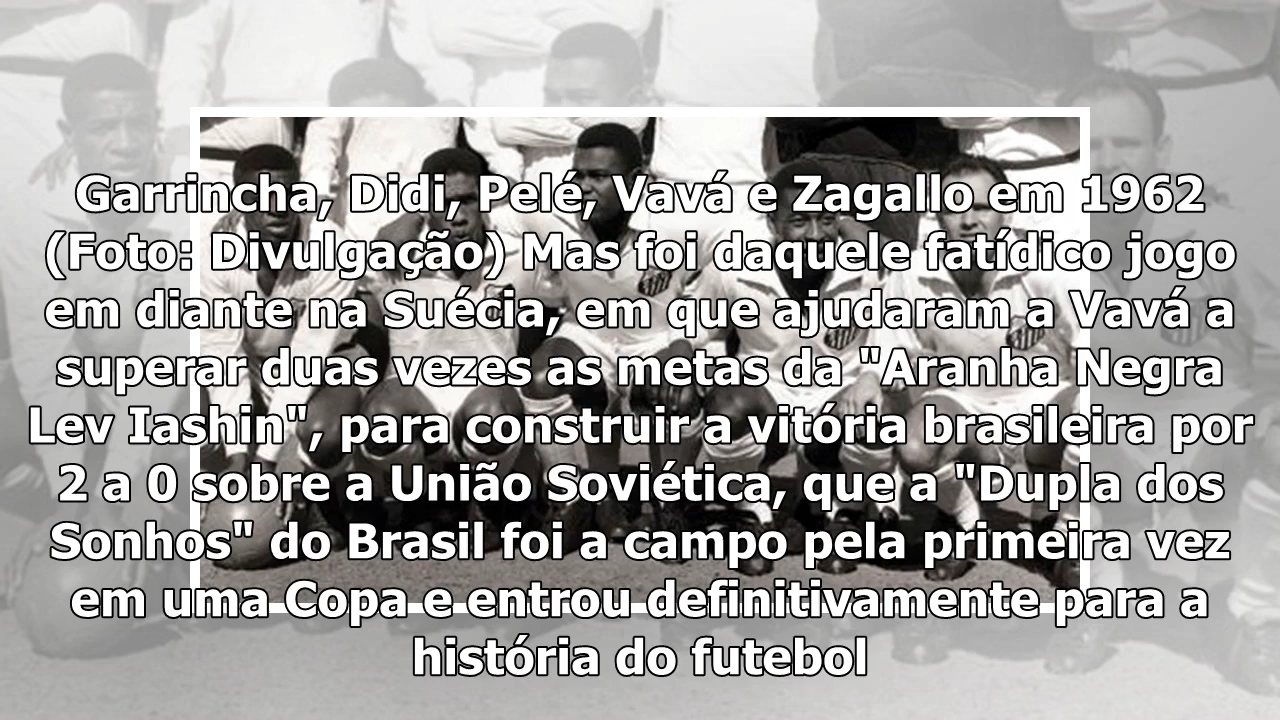 Garrincha, Didi, Pelé, Vavá e Zagallo em 1962
(Foto: Divulgação) Mas foi daquele fatídico jogo
em diante na Suécia, em que ajudaram a Vavá a
superar duas vezes as metas da "Aranha Negra
Lev Iashin", para construir a vitória brasileira por
2 a 0 sobre a União Soviética, que a "Dupla dos
Sonhos" do Brasil foi a campo pela primeira vez
em uma Copa e entrou definitivamente para a
história do futebol